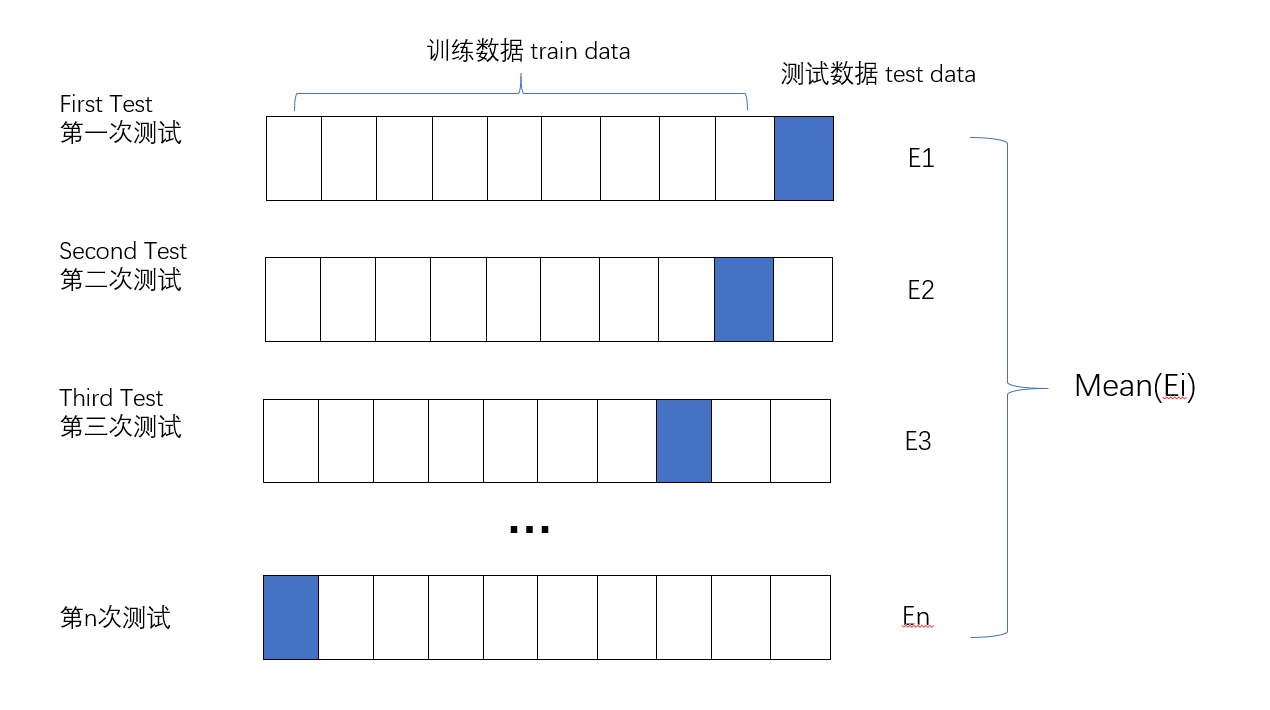 训练数据 train data
测试数据 test data
First Test
第一次测试
E1
Second Test
第二次测试
E2
Third Test
第三次测试
E3
Mean(Ei)
...
第n次测试
En